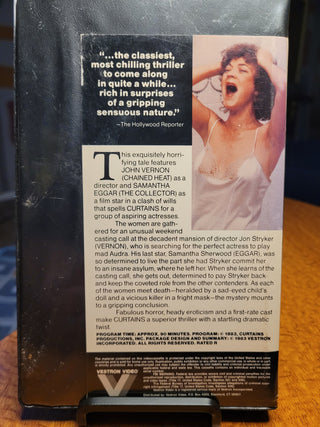 “...the classiest,
most chilling thriller
to come along
in quite a while...
rich in surprises
of a gripping
sensuous nature.”
—The Hollywood Reporter
This exquisitely horri-
fying tale features
JOHN VERNON
(CHAINED HEAT) as a
director and SAMANTHA
EGGAR (THE COLLECTOR) as
a film star in a clash of wills
that spells CURTAINS for a
group of aspiring actresses.
The women are gath-
ered for an unusual weekend
casting call at the decadent mansion of director Jon Stryker
(VERNON), who is searching for the perfect actress to play
mad Audra. His last star, Samantha Sherwood (EGGAR), was
so determined to live the part she had Stryker commit her
to an insane asylum, where he left her. When she learns of the
casting call, she gets out, determined to pay Stryker back
and keep the coveted role from the other contenders. As each
of the women meet death—heralded by a sad-eyed child's
doll and a vicious killer in a fright mask—the mystery mounts
to a gripping conclusion.
Fabulous horror, heady eroticism and a first-rate cast
make CURTAINS a superior thriller with a startling dramatic
twist.
PROGRAM TIME: APPROX. 90 MINUTES. PROGRAM: © 1983, CURTAINS
PRODUCTIONS, INC. PACKAGE DESIGN AND SUMMARY: © 1983 VESTRON
INCORPORATED. ALL RIGHTS RESERVED. RATED R
VESTRON VIDEO